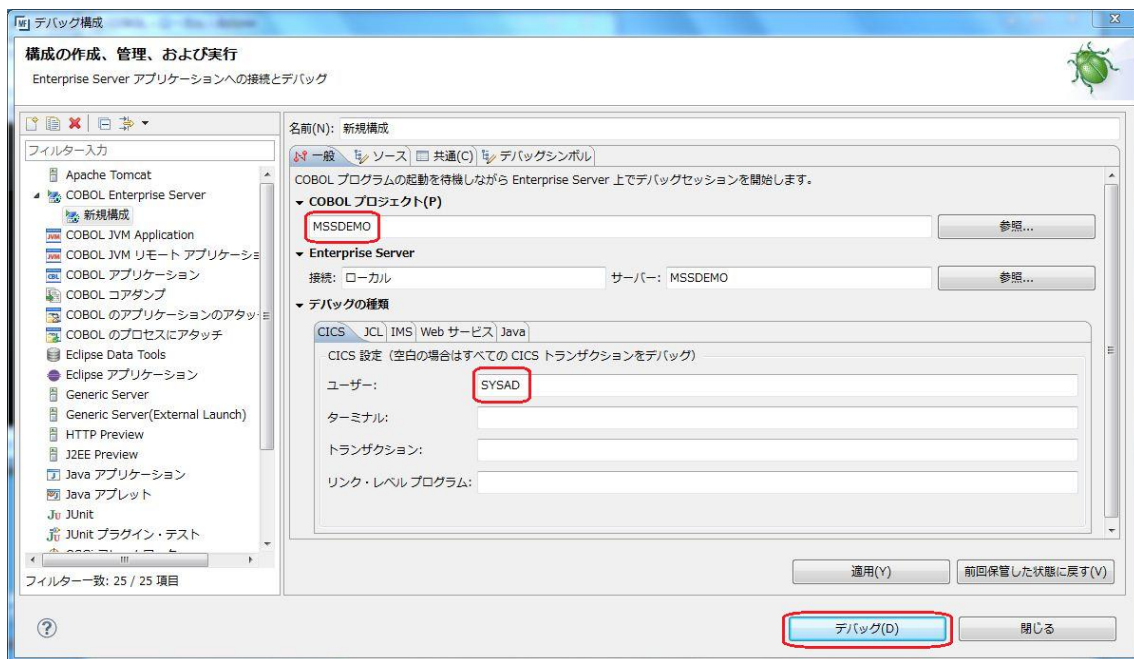 デバッグ構成
構成の作成、管理、および実行
Enterprise Server アプリケーションへの接続とデバッグ
フィルター入力
Apache Tomcat
COBOL Enterprise Server
新規構成
COBOL JVM Application
COBOL JVM リモート アプリケーショ
COBOL アプリケーション
COBOL コアダンプ
COBOL のアプリケーションのアタッ
COBOL のプロセスにアタッチ
Eclipse Data Tools
Eclipse アプリケーション
Generic Server
Generic Server(External Launch)
HTTP Preview
J2EE Preview
Java アプリケーション
Java アプレット
JUnit
JUnit プラグイン・テスト
フィルター一致: 25 / 25 項目
名前(N): 新規構成
一般 ソース 共通(C) デバッグシンボル
COBOL プログラムの起動を待機しながら Enterprise Server 上でデバッグセッションを開始します。
COBOL プロジェクト(P)
MSSDEMO 参照...
Enterprise Server
接続: ローカル サーバー: MSSDEMO 参照...
デバッグの種類
CICS JCL IMS Web サービス Java
CICS 設定（空白の場合はすべての CICS トランザクションをデバッグ）
ユーザー: SYSAD
ターミナル:
トランザクション:
リンク・レベル プログラム:
適用(Y) 前回保管した状態に戻す(V)
デバッグ(D) 閉じる